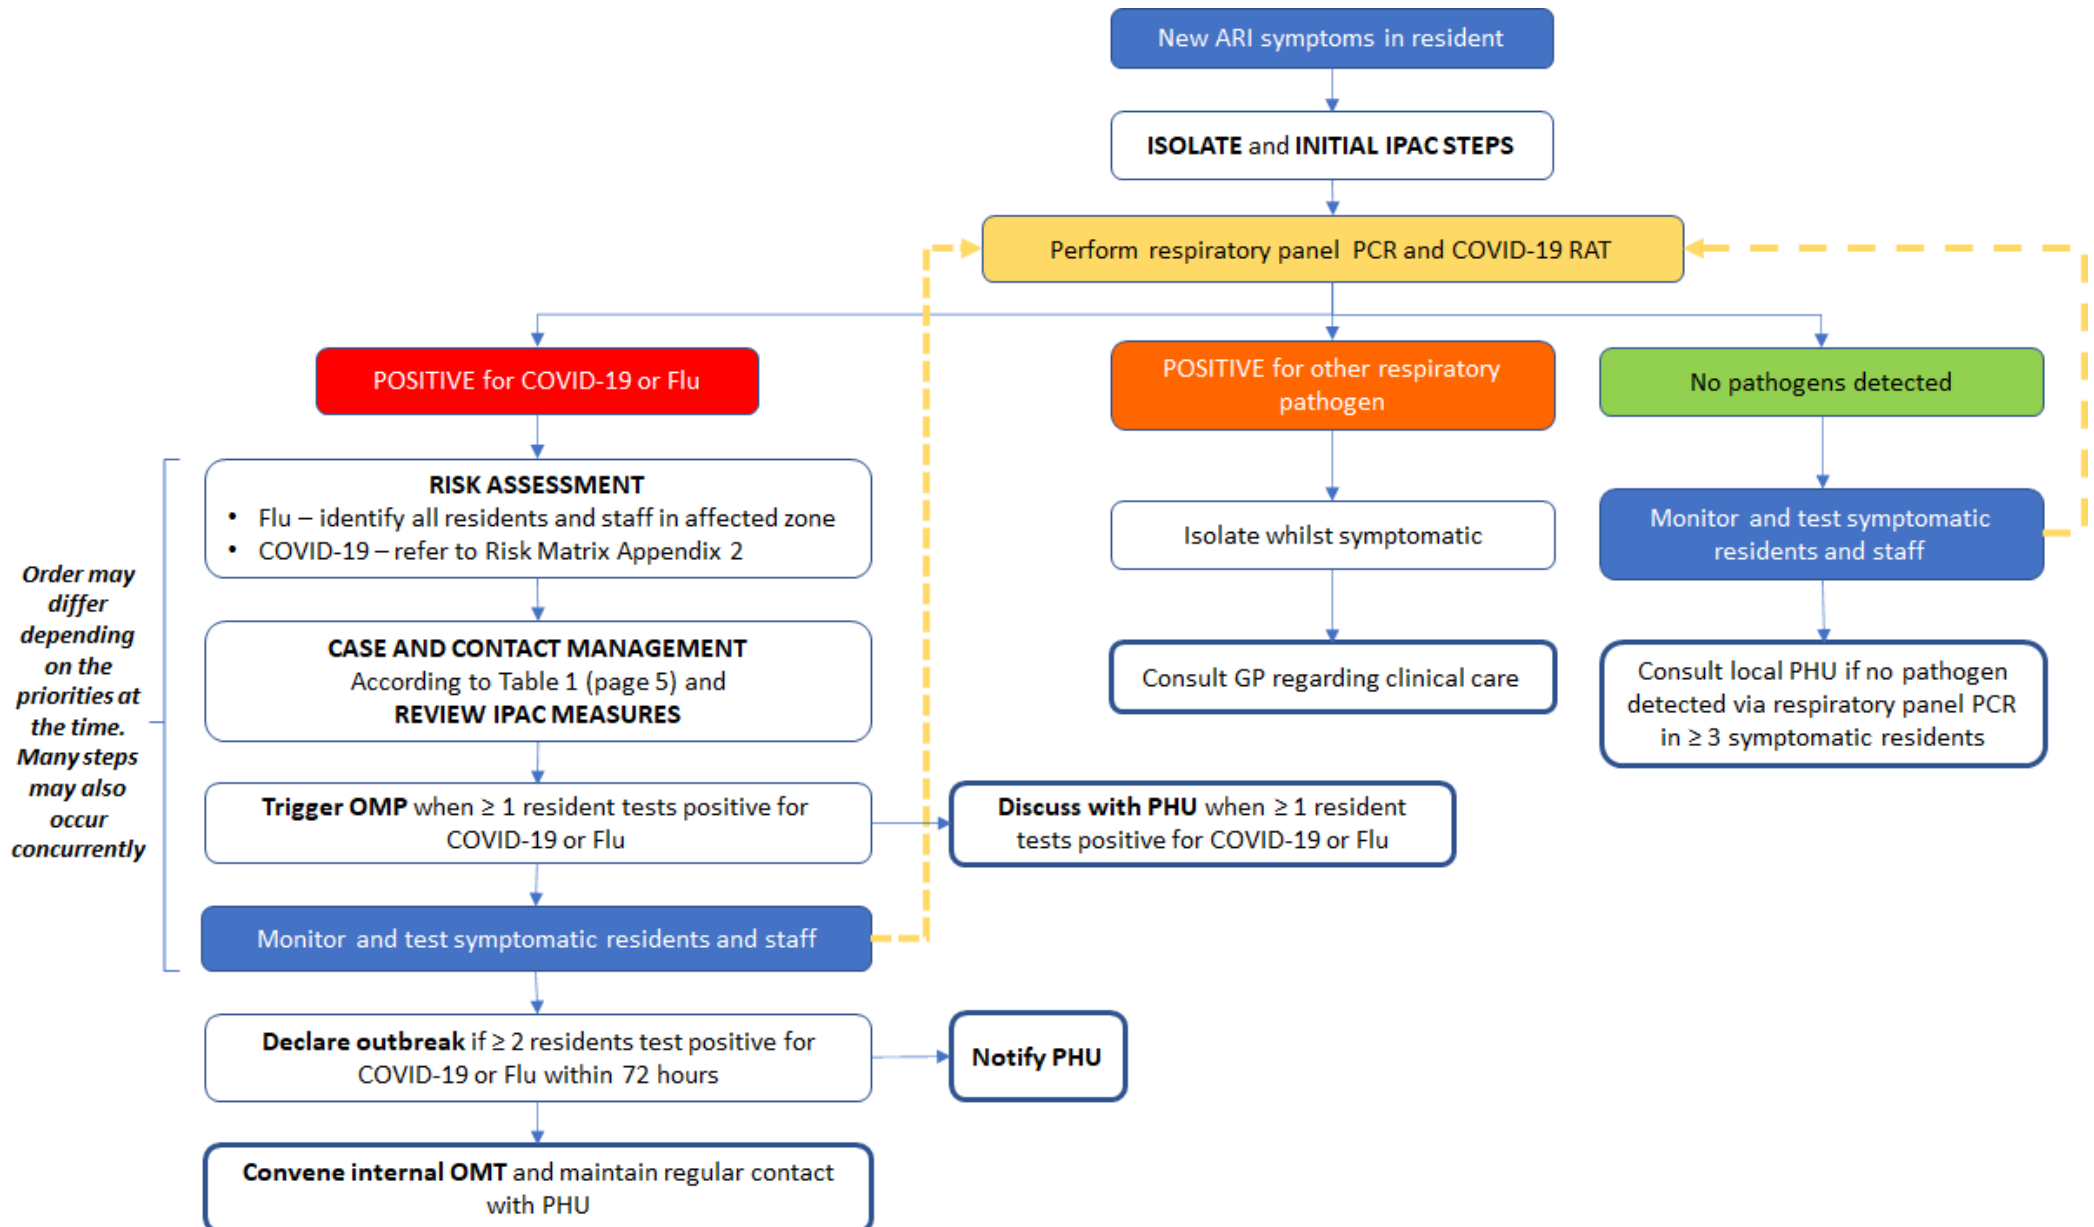 New ARI symptoms in resident
ISOLATE and INITIAL IPAC STEPS
Perform respiratory panel PCR and COVID-19 RAT
POSITIVE for COVID-19 or Flu
RISK ASSESSMENT
• Flu – identify all residents and staff in affected zone
• COVID-19 – refer to Risk Matrix Appendix 2
CASE AND CONTACT MANAGEMENT
According to Table 1 (page 5) and
REVIEW IPAC MEASURES
Trigger OMP when ≥ 1 resident tests positive for
COVID-19 or Flu
Discuss with PHU when ≥ 1 resident
tests positive for COVID-19 or Flu
Monitor and test symptomatic residents and staff
Order may
differ
depending
on the
priorities at
the time.
Many steps
may also
occur
concurrently
Declare outbreak if ≥ 2 residents test positive for
COVID-19 or Flu within 72 hours
Notify PHU
Convene internal OMT and maintain regular contact
with PHU
POSITIVE for other respiratory
pathogen
Isolate whilst symptomatic
Consult GP regarding clinical care
No pathogens detected
Monitor and test symptomatic
residents and staff
Consult local PHU if no pathogen
detected via respiratory panel PCR
in ≥ 3 symptomatic residents